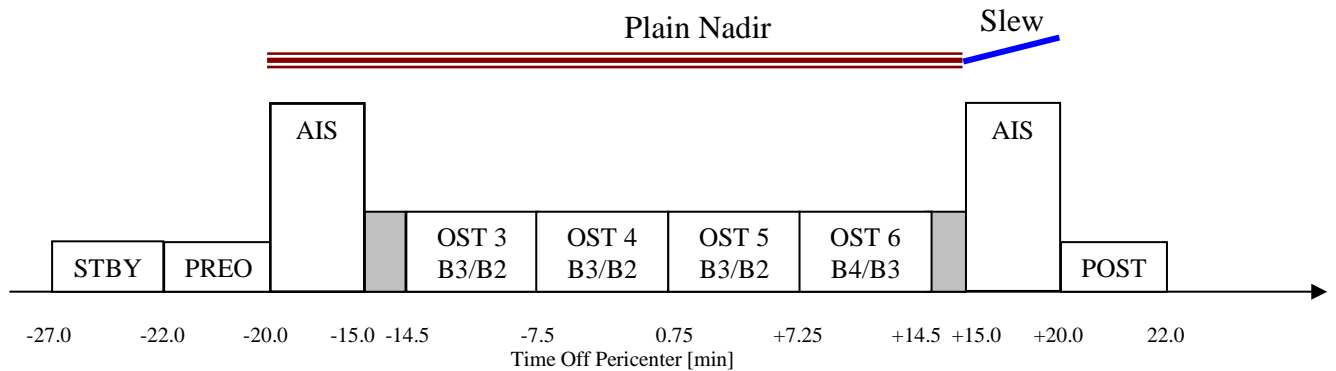 Slew
Plain Nadir
AIS
AIS
OST 3
OST 4
OST 5
OST 6
B3/B2
B3/B2
B3/B2
B4/B3
STBY
PREO
POST
-27.0 -22.0 -20.0 -15.0 -14.5 -7.5 0.75 +7.25 +14.5 +15.0 +20.0 22.0
Time Off Pericenter [min]